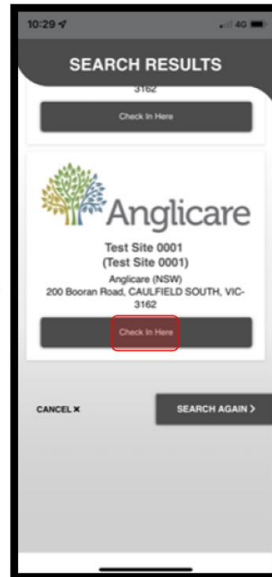 10:29
4G
SEARCH RESULTS
3162
Check In Here
Anglicare
Test Site 0001
(Test Site 0001)
Anglicare (NSW)
200 Booran Road, CAULFIELD SOUTH, VIC-
3162
Check In Here
CANCEL X
SEARCH AGAIN >